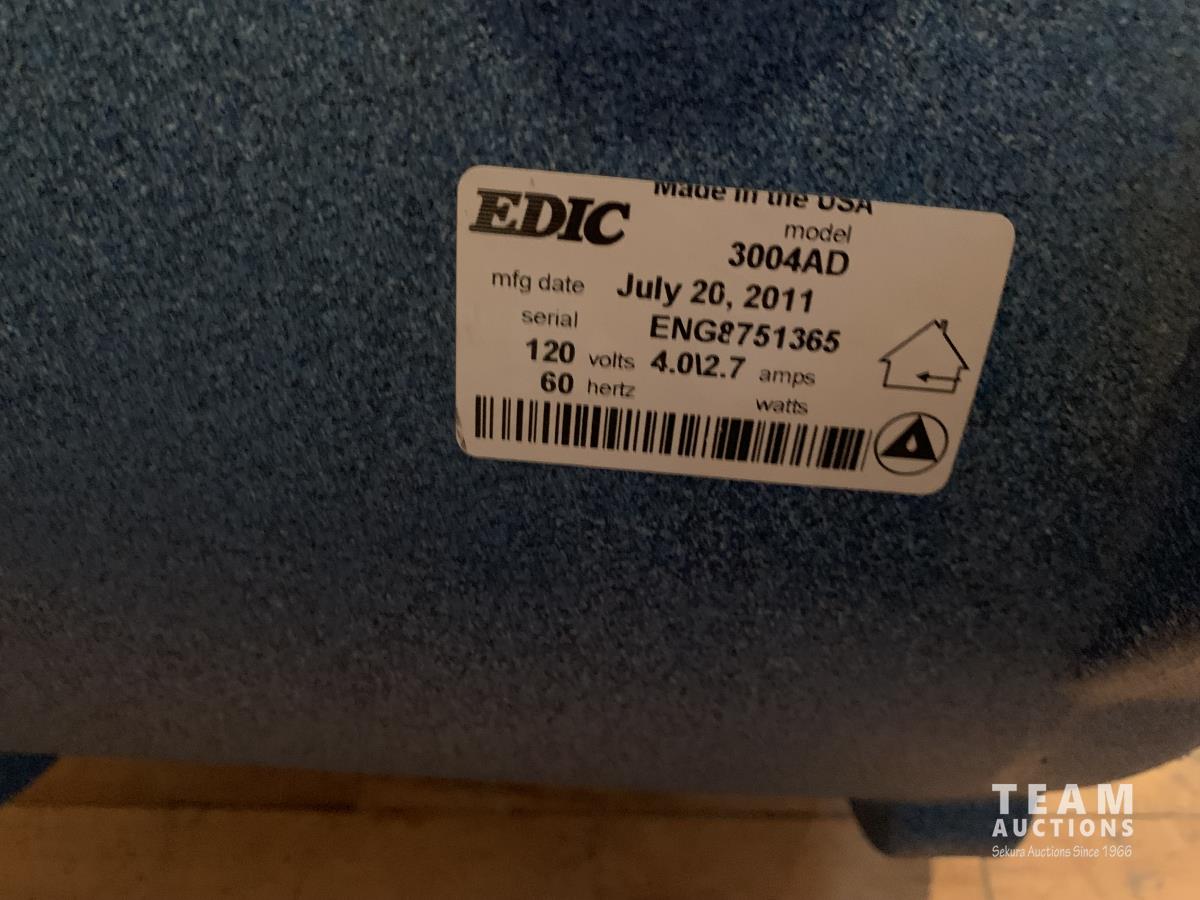 EDIC
Made in the USA
model
3004AD
mfg date July 20, 2011
serial ENG8751365
120 volts 4.0\2.7 amps
60 hertz watts
TEAM
AUCTIONS
Sekura Auctions Since 1966